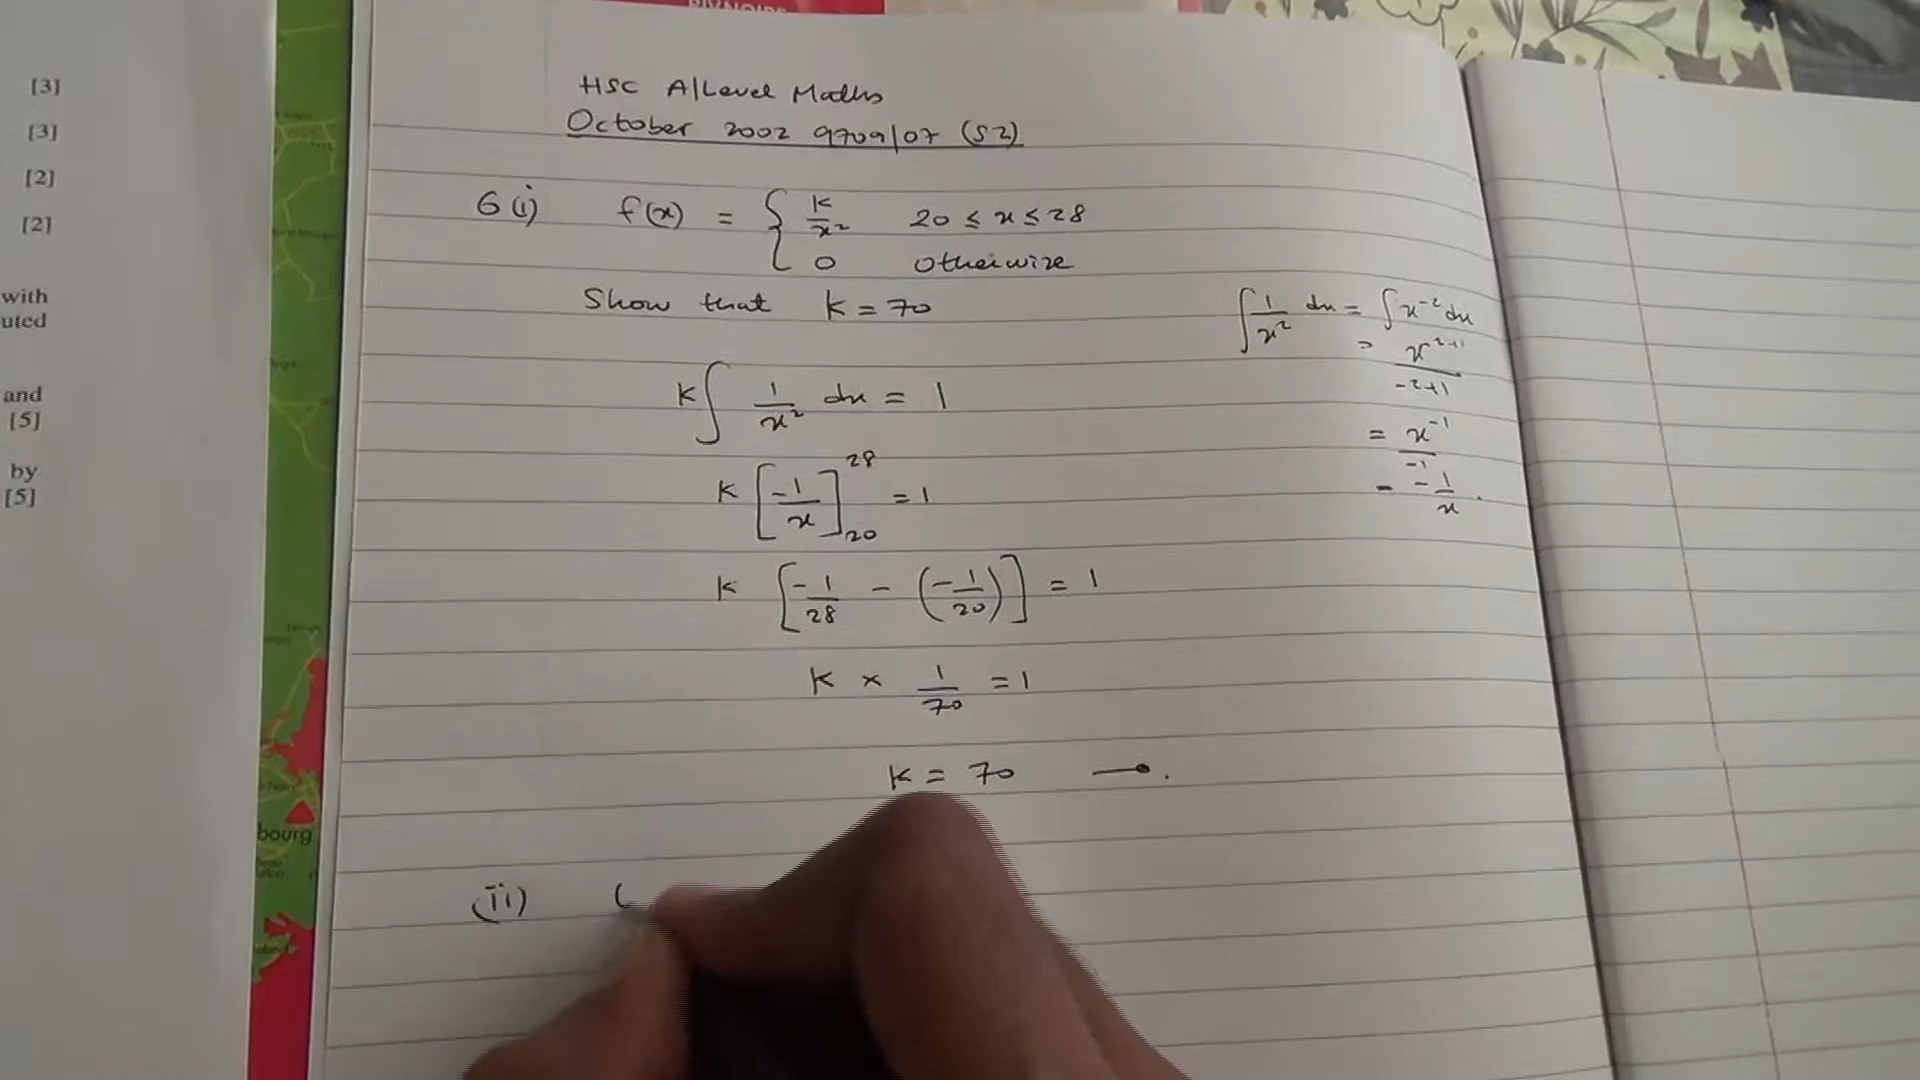 [3]
[3]
[2]
[2]
with
uted
and
[5]
by
[5]
bourg
HSC A/Level Maths
October 2002 9709/07 (S2)
6 (i) f(x) = { k/x² 20 ≤ x ≤ 28
0 otherwise
Show that k = 70
k∫ 1/x² dx = 1
k [-1/x]²⁸₂₀ = 1
k [-1/28 - (-1/20)] = 1
k × 1/70 = 1
k = 70
(ii) (
∫ 1/x² dx = ∫ x⁻² dx
= x²⁺¹/-2+1
= x⁻¹/-1
= -1/x .